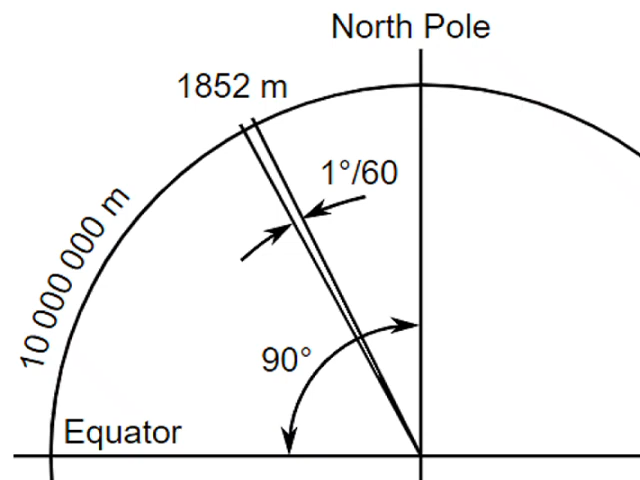 North Pole
1852 m
1°/60
10 000 000 m
90°
Equator